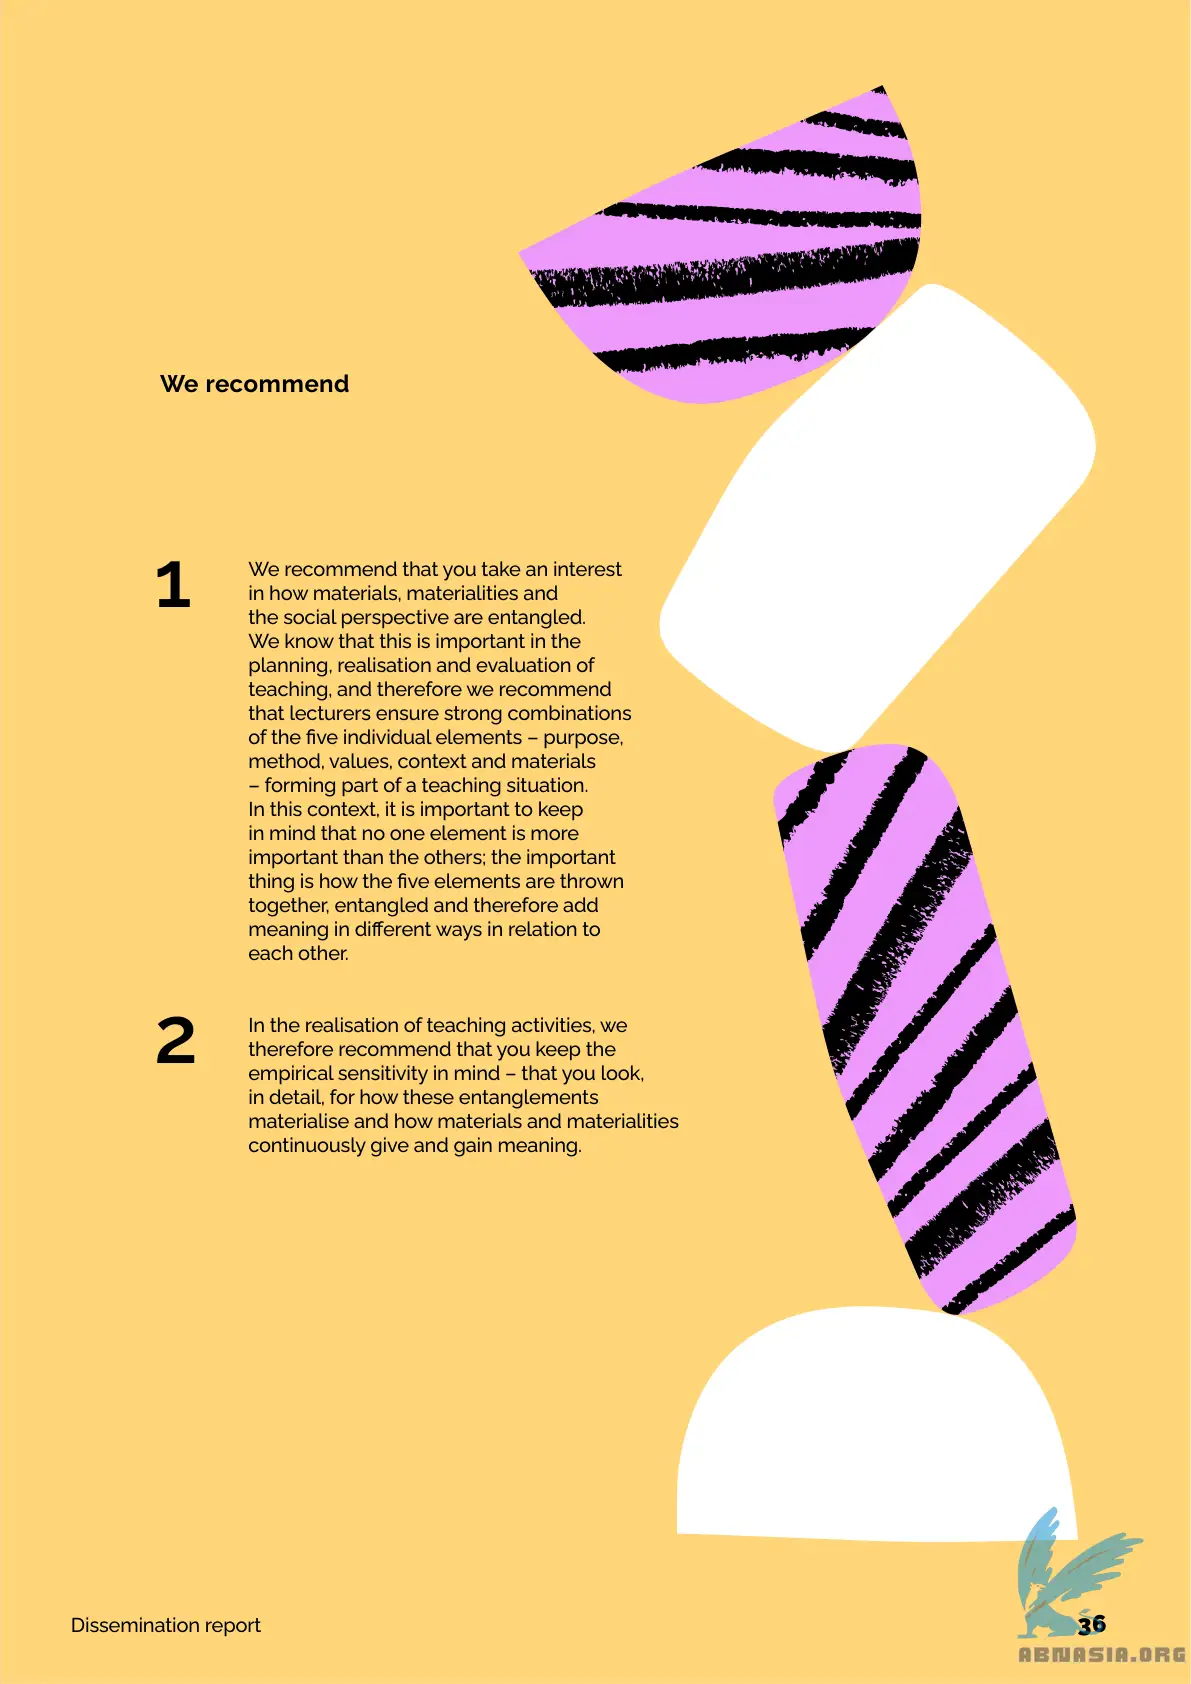 We recommend
1
We recommend that you take an interest
in how materials, materialities and
the social perspective are entangled.
We know that this is important in the
planning, realisation and evaluation of
teaching, and therefore we recommend
that lecturers ensure strong combinations
of the five individual elements – purpose,
method, values, context and materials
– forming part of a teaching situation.
In this context, it is important to keep
in mind that no one element is more
important than the others; the important
thing is how the five elements are thrown
together, entangled and therefore add
meaning in different ways in relation to
each other.
2
In the realisation of teaching activities, we
therefore recommend that you keep the
empirical sensitivity in mind – that you look,
in detail, for how these entanglements
materialise and how materials and materialities
continuously give and gain meaning.
Dissemination report
36
ABNASIA.ORG